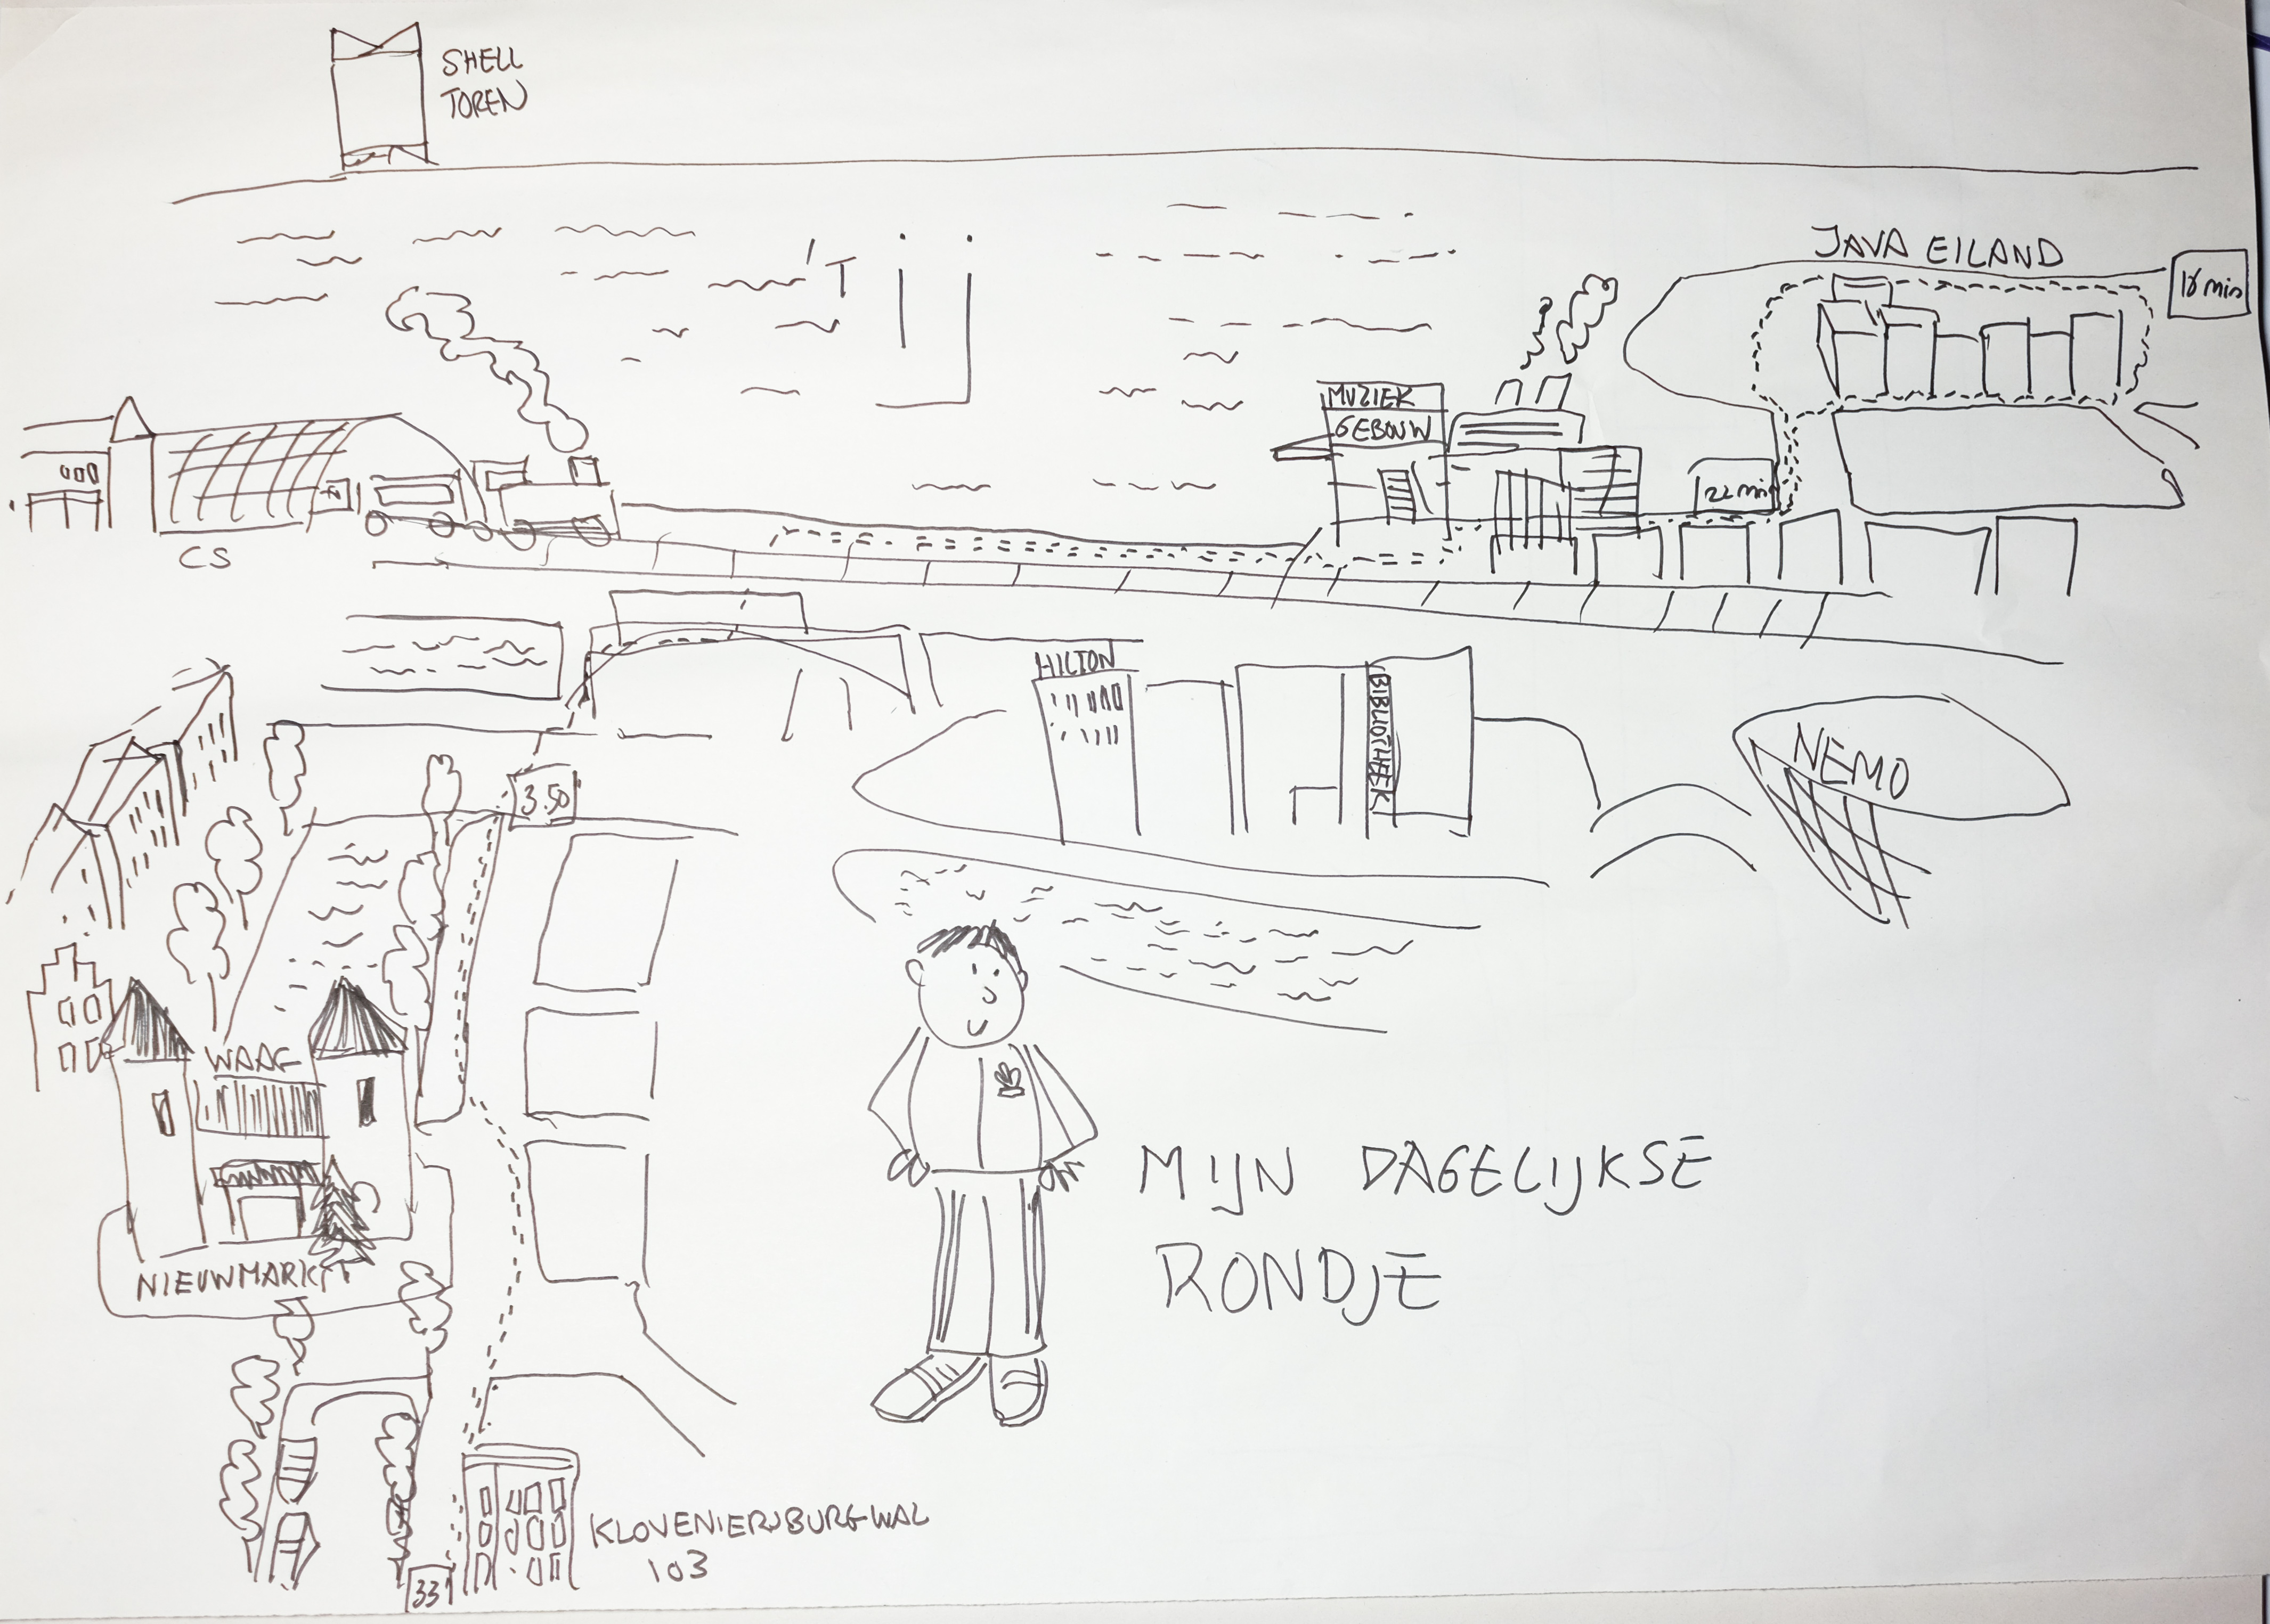 SHELL
TOREN
'T IJ
JAVA EILAND
18 min
MUZIEK
GEBOUW
22 min
CS
HILTON
BIBLIOTHEEK
NEMO
3.50
WAAG
NIEUWMARKT
MIJN DAGELIJKSE
RONDJE
KLOVENIERSBURGWAL
103
33